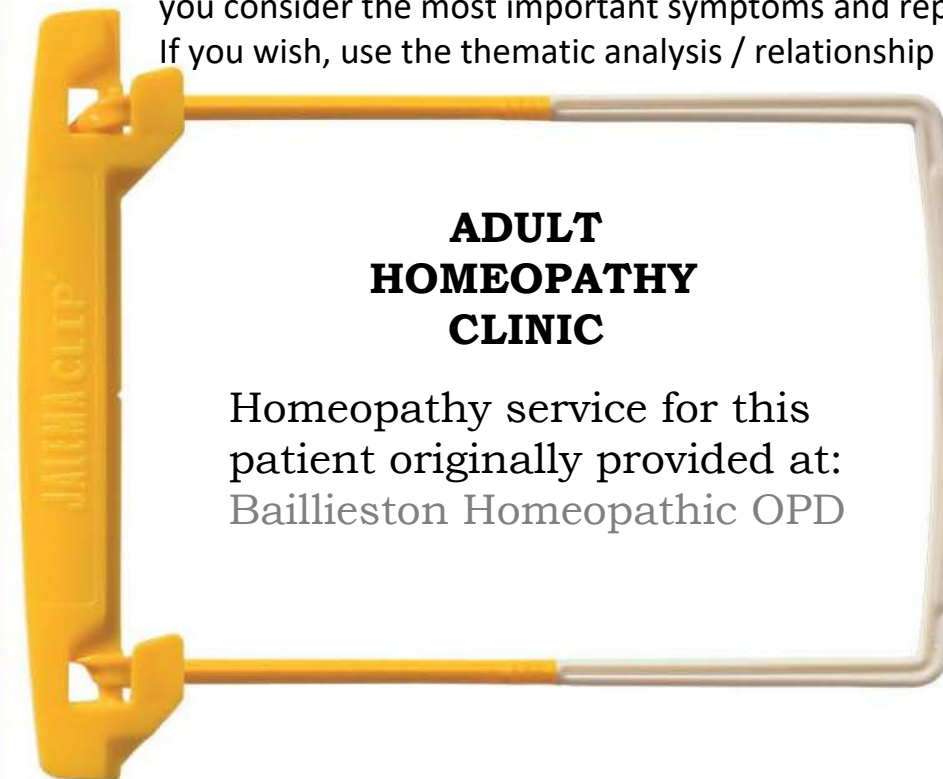 you consider the most important symptoms and rep
If you wish, use the thematic analysis / relationship
ADULT
HOMEOPATHY
CLINIC
Homeopathy service for this
patient originally provided at:
Baillieston Homeopathic OPD
JALEMACLIP